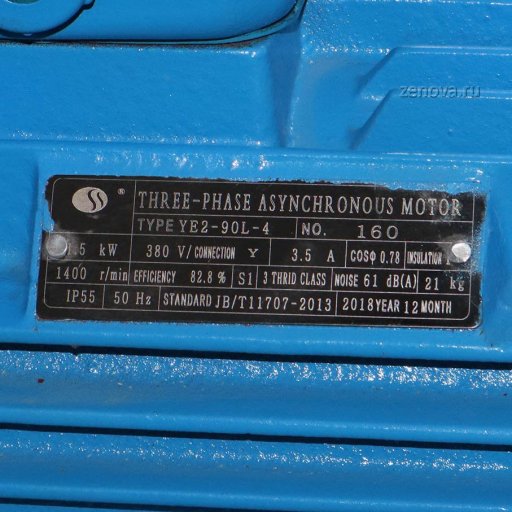 zenova.ru
THREE-PHASE ASYNCHRONOUS MOTOR
TYPE YE2-90L-4 NO. 160
.5 kW 380 V/CONNECTION Y 3.5 A COSΦ 0.78 INSULATION
1400 r/min EFFICIENCY 82.8 % S1 3 THRID CLASS NOISE 61 dB(A) 21 kg
IP55 50 Hz STANDARD JB/T11707-2013 2018YEAR 12MONTH